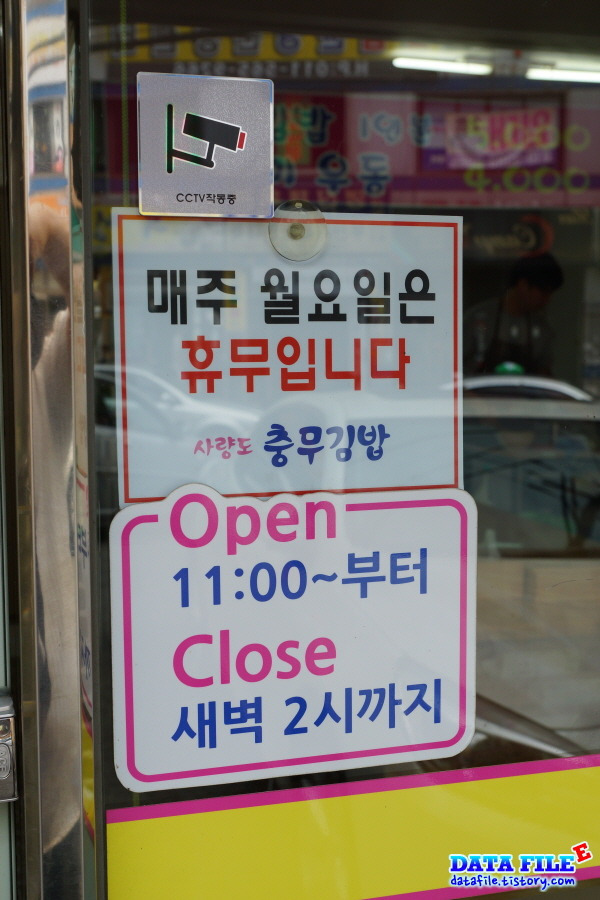 CCTV작동중
매주 월요일은
휴무입니다
사량도 충무김밥
Open
11:00~부터
Close
새벽 2시까지
DATA FILE
datafile.tistory.com